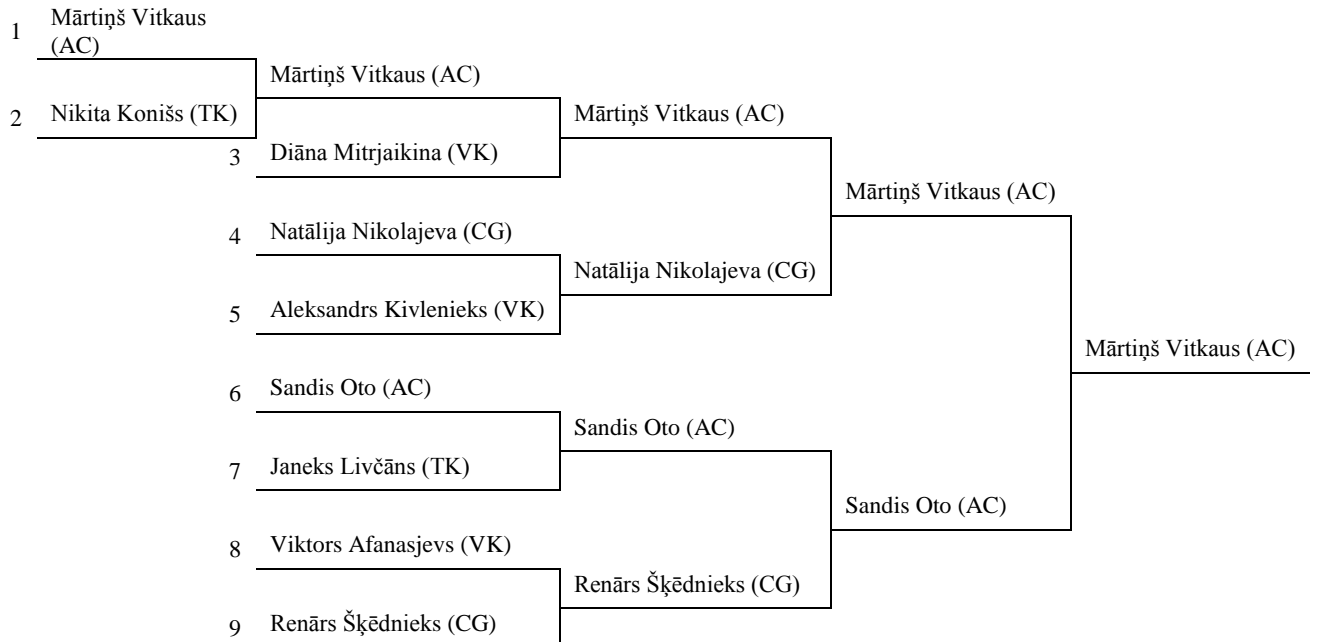 1 Mārtiņš Vitkaus
(AC)
Mārtiņš Vitkaus (AC)
2 Nikita Konišs (TK)
Mārtiņš Vitkaus (AC)
3 Diāna Mitrjaikina (VK)
Mārtiņš Vitkaus (AC)
4 Natālija Nikolajeva (CG)
Natālija Nikolajeva (CG)
5 Aleksandrs Kivlenieks (VK)
Mārtiņš Vitkaus (AC)
6 Sandis Oto (AC)
Sandis Oto (AC)
7 Janeks Livčāns (TK)
Sandis Oto (AC)
8 Viktors Afanasjevs (VK)
Renārs Šķēdnieks (CG)
9 Renārs Šķēdnieks (CG)